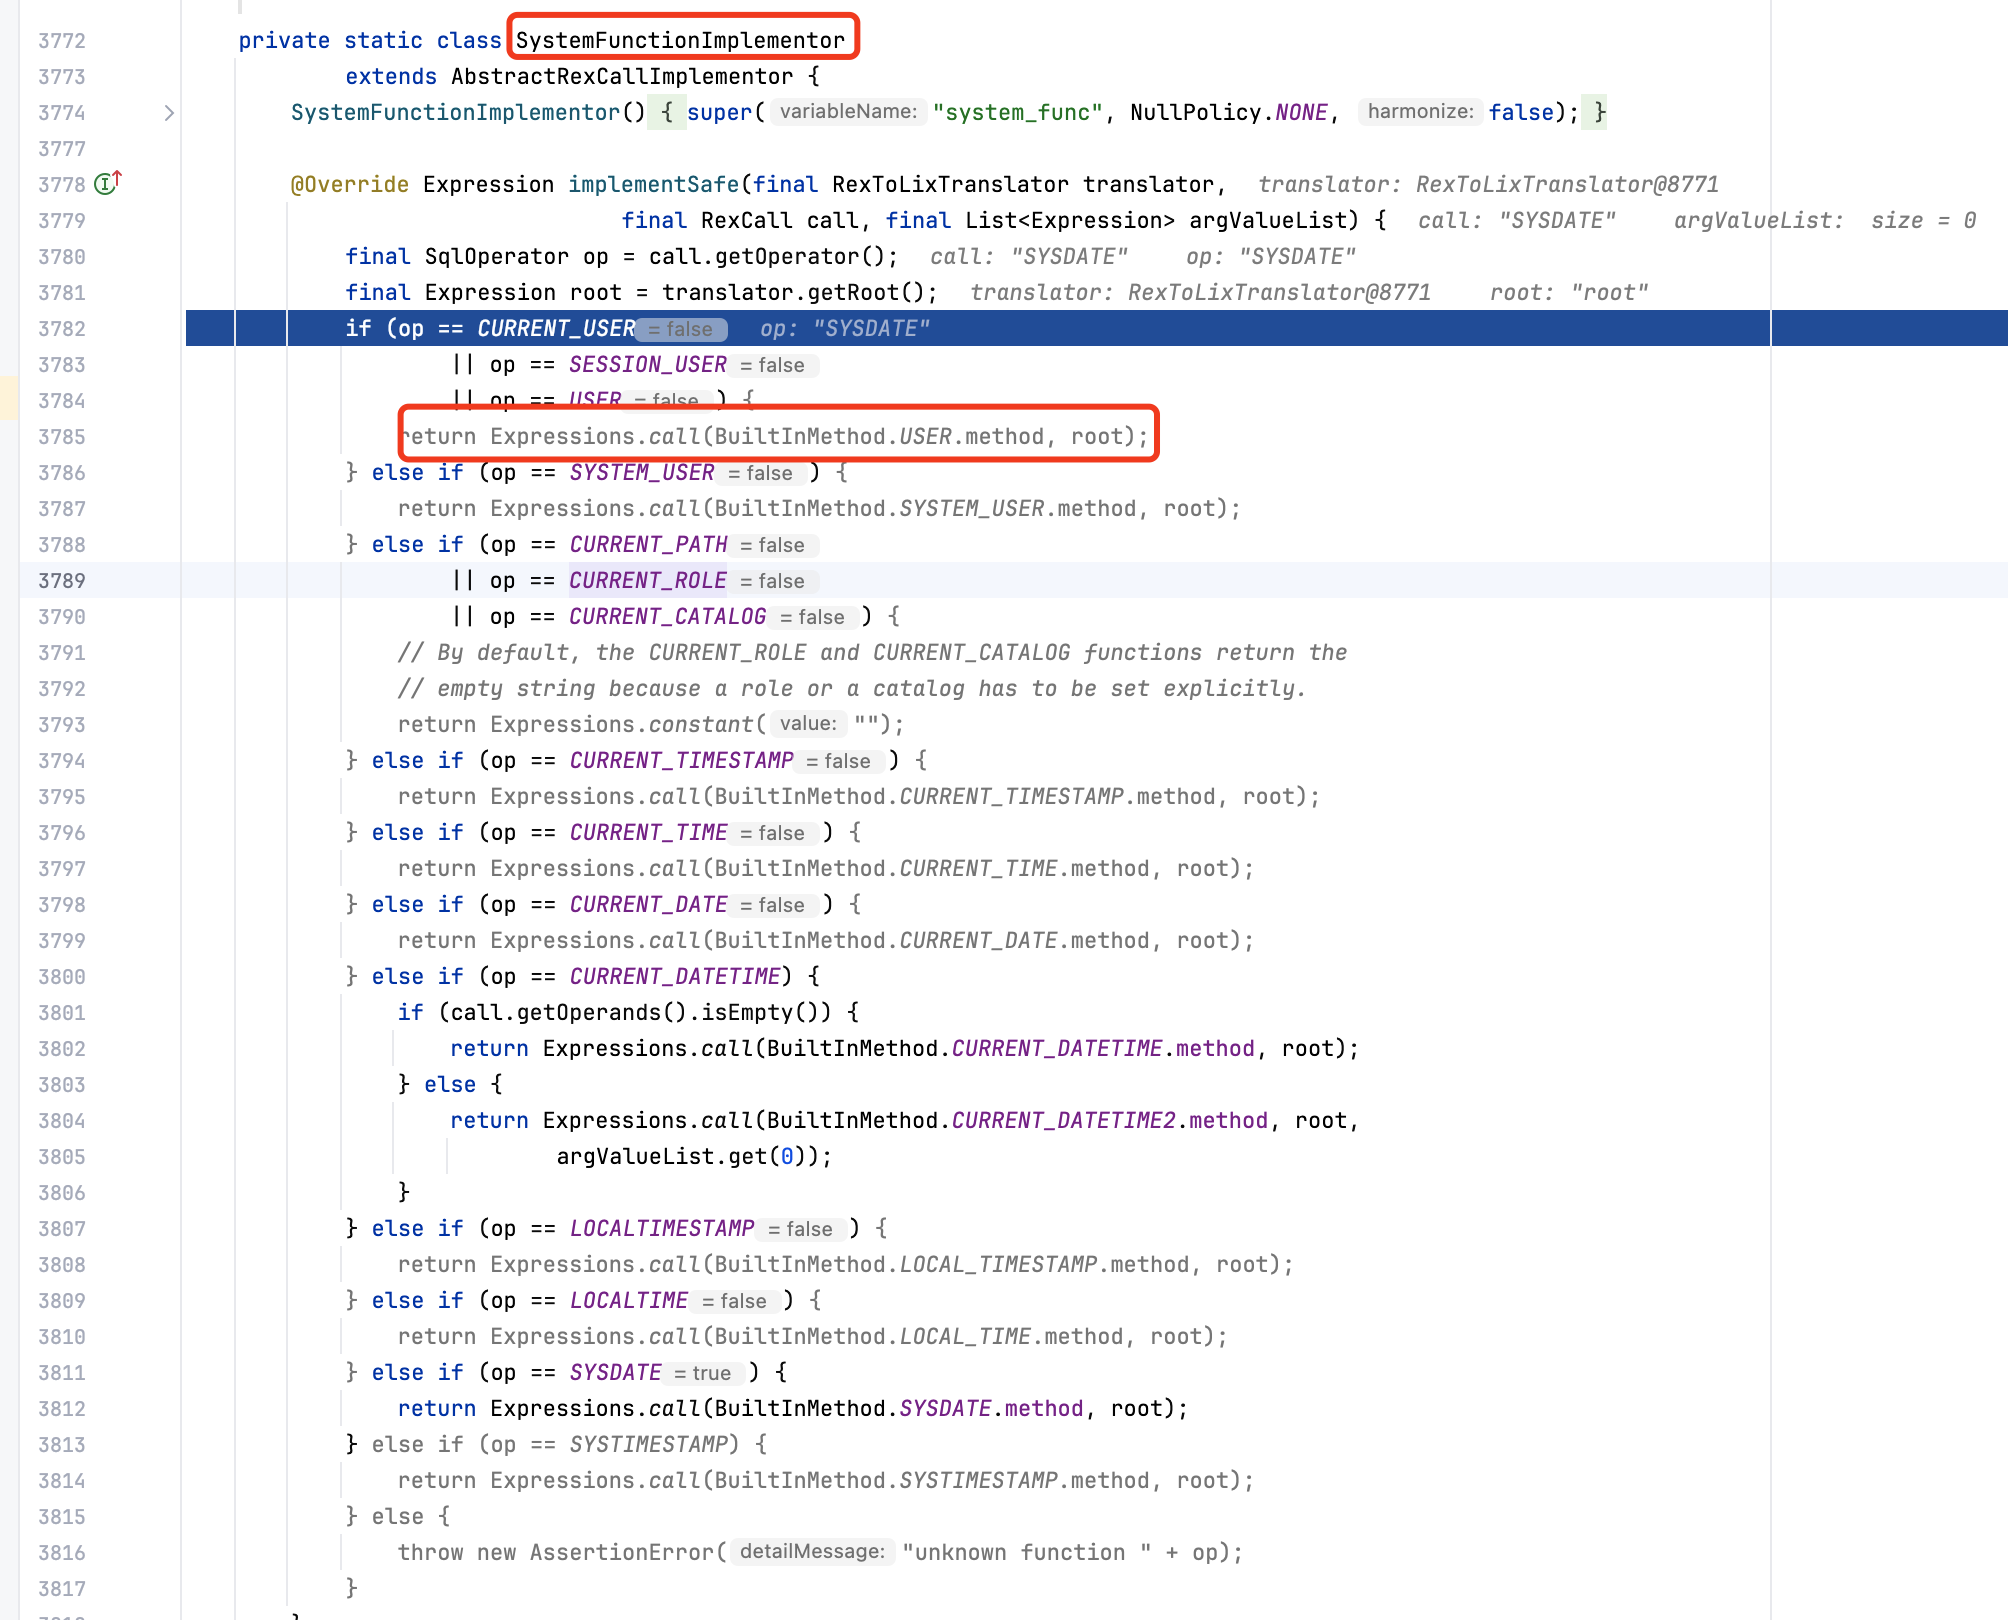 3772 private static class SystemFunctionImplementor
3773 extends AbstractRexCallImplementor {
3774 SystemFunctionImplementor() { super( variableName: "system_func", NullPolicy.NONE, harmonize: false); }
3777
3778 @Override Expression implementSafe(final RexToLixTranslator translator, translator: RexToLixTranslator@8771
3779 final RexCall call, final List<Expression> argValueList) { call: "SYSDATE" argValueList: size = 0
3780 final SqlOperator op = call.getOperator(); call: "SYSDATE" op: "SYSDATE"
3781 final Expression root = translator.getRoot(); translator: RexToLixTranslator@8771 root: "root"
3782 if (op == CURRENT_USER = false op: "SYSDATE"
3783 || op == SESSION_USER = false
3784 || op == USER = false ) {
3785 return Expressions.call(BuiltInMethod.USER.method, root);
3786 } else if (op == SYSTEM_USER = false ) {
3787 return Expressions.call(BuiltInMethod.SYSTEM_USER.method, root);
3788 } else if (op == CURRENT_PATH = false
3789 || op == CURRENT_ROLE = false
3790 || op == CURRENT_CATALOG = false ) {
3791 // By default, the CURRENT_ROLE and CURRENT_CATALOG functions return the
3792 // empty string because a role or a catalog has to be set explicitly.
3793 return Expressions.constant( value: "");
3794 } else if (op == CURRENT_TIMESTAMP = false ) {
3795 return Expressions.call(BuiltInMethod.CURRENT_TIMESTAMP.method, root);
3796 } else if (op == CURRENT_TIME = false ) {
3797 return Expressions.call(BuiltInMethod.CURRENT_TIME.method, root);
3798 } else if (op == CURRENT_DATE = false ) {
3799 return Expressions.call(BuiltInMethod.CURRENT_DATE.method, root);
3800 } else if (op == CURRENT_DATETIME) {
3801 if (call.getOperands().isEmpty()) {
3802 return Expressions.call(BuiltInMethod.CURRENT_DATETIME.method, root);
3803 } else {
3804 return Expressions.call(BuiltInMethod.CURRENT_DATETIME2.method, root,
3805 argValueList.get(0));
3806 }
3807 } else if (op == LOCALTIMESTAMP = false ) {
3808 return Expressions.call(BuiltInMethod.LOCAL_TIMESTAMP.method, root);
3809 } else if (op == LOCALTIME = false ) {
3810 return Expressions.call(BuiltInMethod.LOCAL_TIME.method, root);
3811 } else if (op == SYSDATE = true ) {
3812 return Expressions.call(BuiltInMethod.SYSDATE.method, root);
3813 } else if (op == SYSTIMESTAMP) {
3814 return Expressions.call(BuiltInMethod.SYSTIMESTAMP.method, root);
3815 } else {
3816 throw new AssertionError( detailMessage: "unknown function " + op);
3817 }